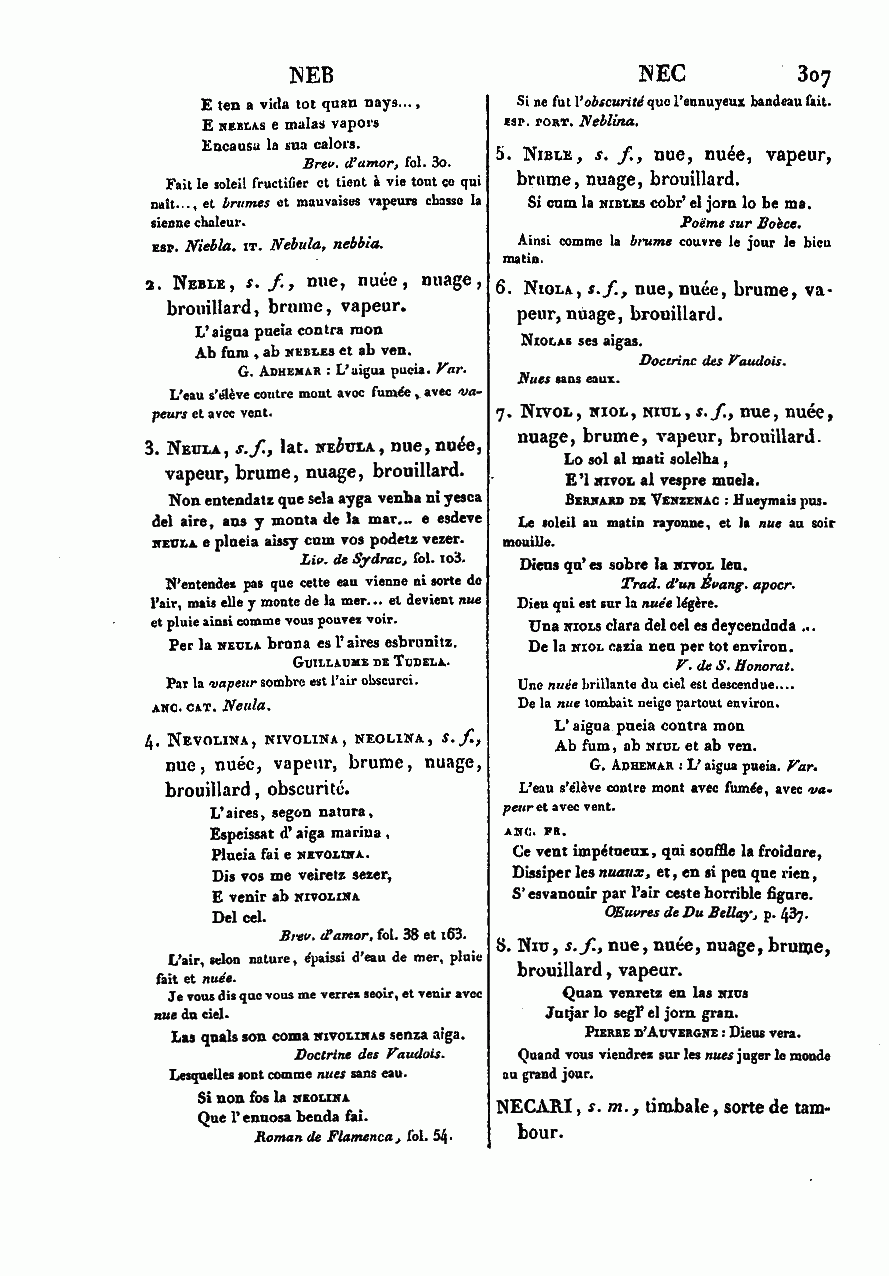 NEB
E ten a vida tot quan nays...,
E NEBLAS e malas vapors
Encausa la sua calors.
Brev. d'amor, fol. 30.
Fait le soleil fructifier et tient à vie tout ce qui
naît..., et brumes et mauvaises vapeurs chasse la
sienne chaleur.
ESP. Niebla. IT. Nebula, nebbia.
2. NEBLE, s. f., nue, nuée, nuage,
brouillard, brume, vapeur.
L'aigua pueia contra mon
Ab fum, ab NEBLES et ab ven.
G. ADHEMAR : L'aigua pueia. Var.
L'eau s'élève contre mont avec fumée, avec va-
peurs et avec vent.
3. NEULA, s. f., lat. NEbULA, nue, nuée,
vapeur, brume, nuage, brouillard.
Non entendatz que sela ayga venha ni yesca
del aire, ans y monta de la mar... e esdeve
NEULA e plueia aissy cum vos podetz vezer.
Liv. de Sydrac, fol. 103.
N'entendez pas que cette eau vienne ni sorte de
l'air, mais elle y monte de la mer... et devient nue
et pluie ainsi comme vous pouvez voir.
Per la NEULA bruna es l'aires esbrunitz.
GUILLAUME DE TUDELA.
Par la vapeur sombre est l'air obscurci.
ANC. CAT. Neula.
4. NEVOLINA, NIVOLINA, NEOLINA, s. f.,
nue, nuée, vapeur, brume, nuage,
brouillard, obscurité.
L'aires, segon natura,
Espeissat d'aiga marina,
Plueia fai e NEVOLINA.
Dis vos me veiretz sezer,
E venir ab NIVOLINA
Del cel.
Brev. d'amor, fol. 38 et 163.
L'air, selon nature, épaissi d'eau de mer, pluie
fait et nuée.
Je vous dis que vous me verrez seoir, et venir avec
nue du ciel.
Las quals son coma NIVOLINAS senza aiga.
Doctrine des Vaudois.
Lesquelles sont comme nues sans eau.
Si non fos la NEOLINA
Que l'enuosa benda fai.
Roman de Flamenca, fol. 54.
NEC 307
Si ne fut l'obscurité que l'ennuyeux bandeau fait.
ESP. PORT. Neblina.
5. NIBLE, s. f., nue, nuée, vapeur,
brume, nuage, brouillard.
Si cum la NIBLES cobr' el jorn lo be ma.
Poëme sur Boèce.
Ainsi comme la brume couvre le jour le bien
matin.
6. NIOLA, s. f., nue, nuée, brume, va-
peur, nuage, brouillard.
NIOLAS ses aigas.
Doctrine des Vaudois.
Nues sans eaux.
7. NIVOL, NIOL, NIUL, s. f., nue, nuée,
nuage, brume, vapeur, brouillard.
Lo sol al mati solelha,
E'l NIVOL al vespre muela.
BERNARD DE VENZENAC : Hueymais pus.
Le soleil au matin rayonne, et la nue au soir
mouille.
Dieus qu'es sobre la NIVOL leu.
Trad. d'un Évang. apocr.
Dieu qui est sur la nuée légère.
Una NIOLS clara del cel es deycenduda ...
De la NIOL cazia neu per tot environ.
V. de S. Honorat.
Une nuée brillante du ciel est descendue....
De la nue tombait neige partout environ.
L'aigua pueia contra mon
Ab fum, ab NIUL et ab ven.
G. ADHEMAR : L'aigua pueia. Var.
L'eau s'élève contre mont avec fumée, avec va-
peur et avec vent.
ANC. FR.
Ce vent impétueux, qui souffle la froidure,
Dissiper les nuaux, et, en si peu que rien,
S'esvanouir par l'air ceste horrible figure.
Œuvres de Du Bellay, p. 437.
8. NIU, s. f., nue, nuée, nuage, brume,
brouillard, vapeur.
Quan venretz en las NIUS
Jutjar lo segl' el jorn gran.
PIERRE D'AUVERGNE : Dieus vera.
Quand vous viendrez sur les nues juger le monde
au grand jour.
NECARI, s. m., timbale, sorte de tam-
bour.